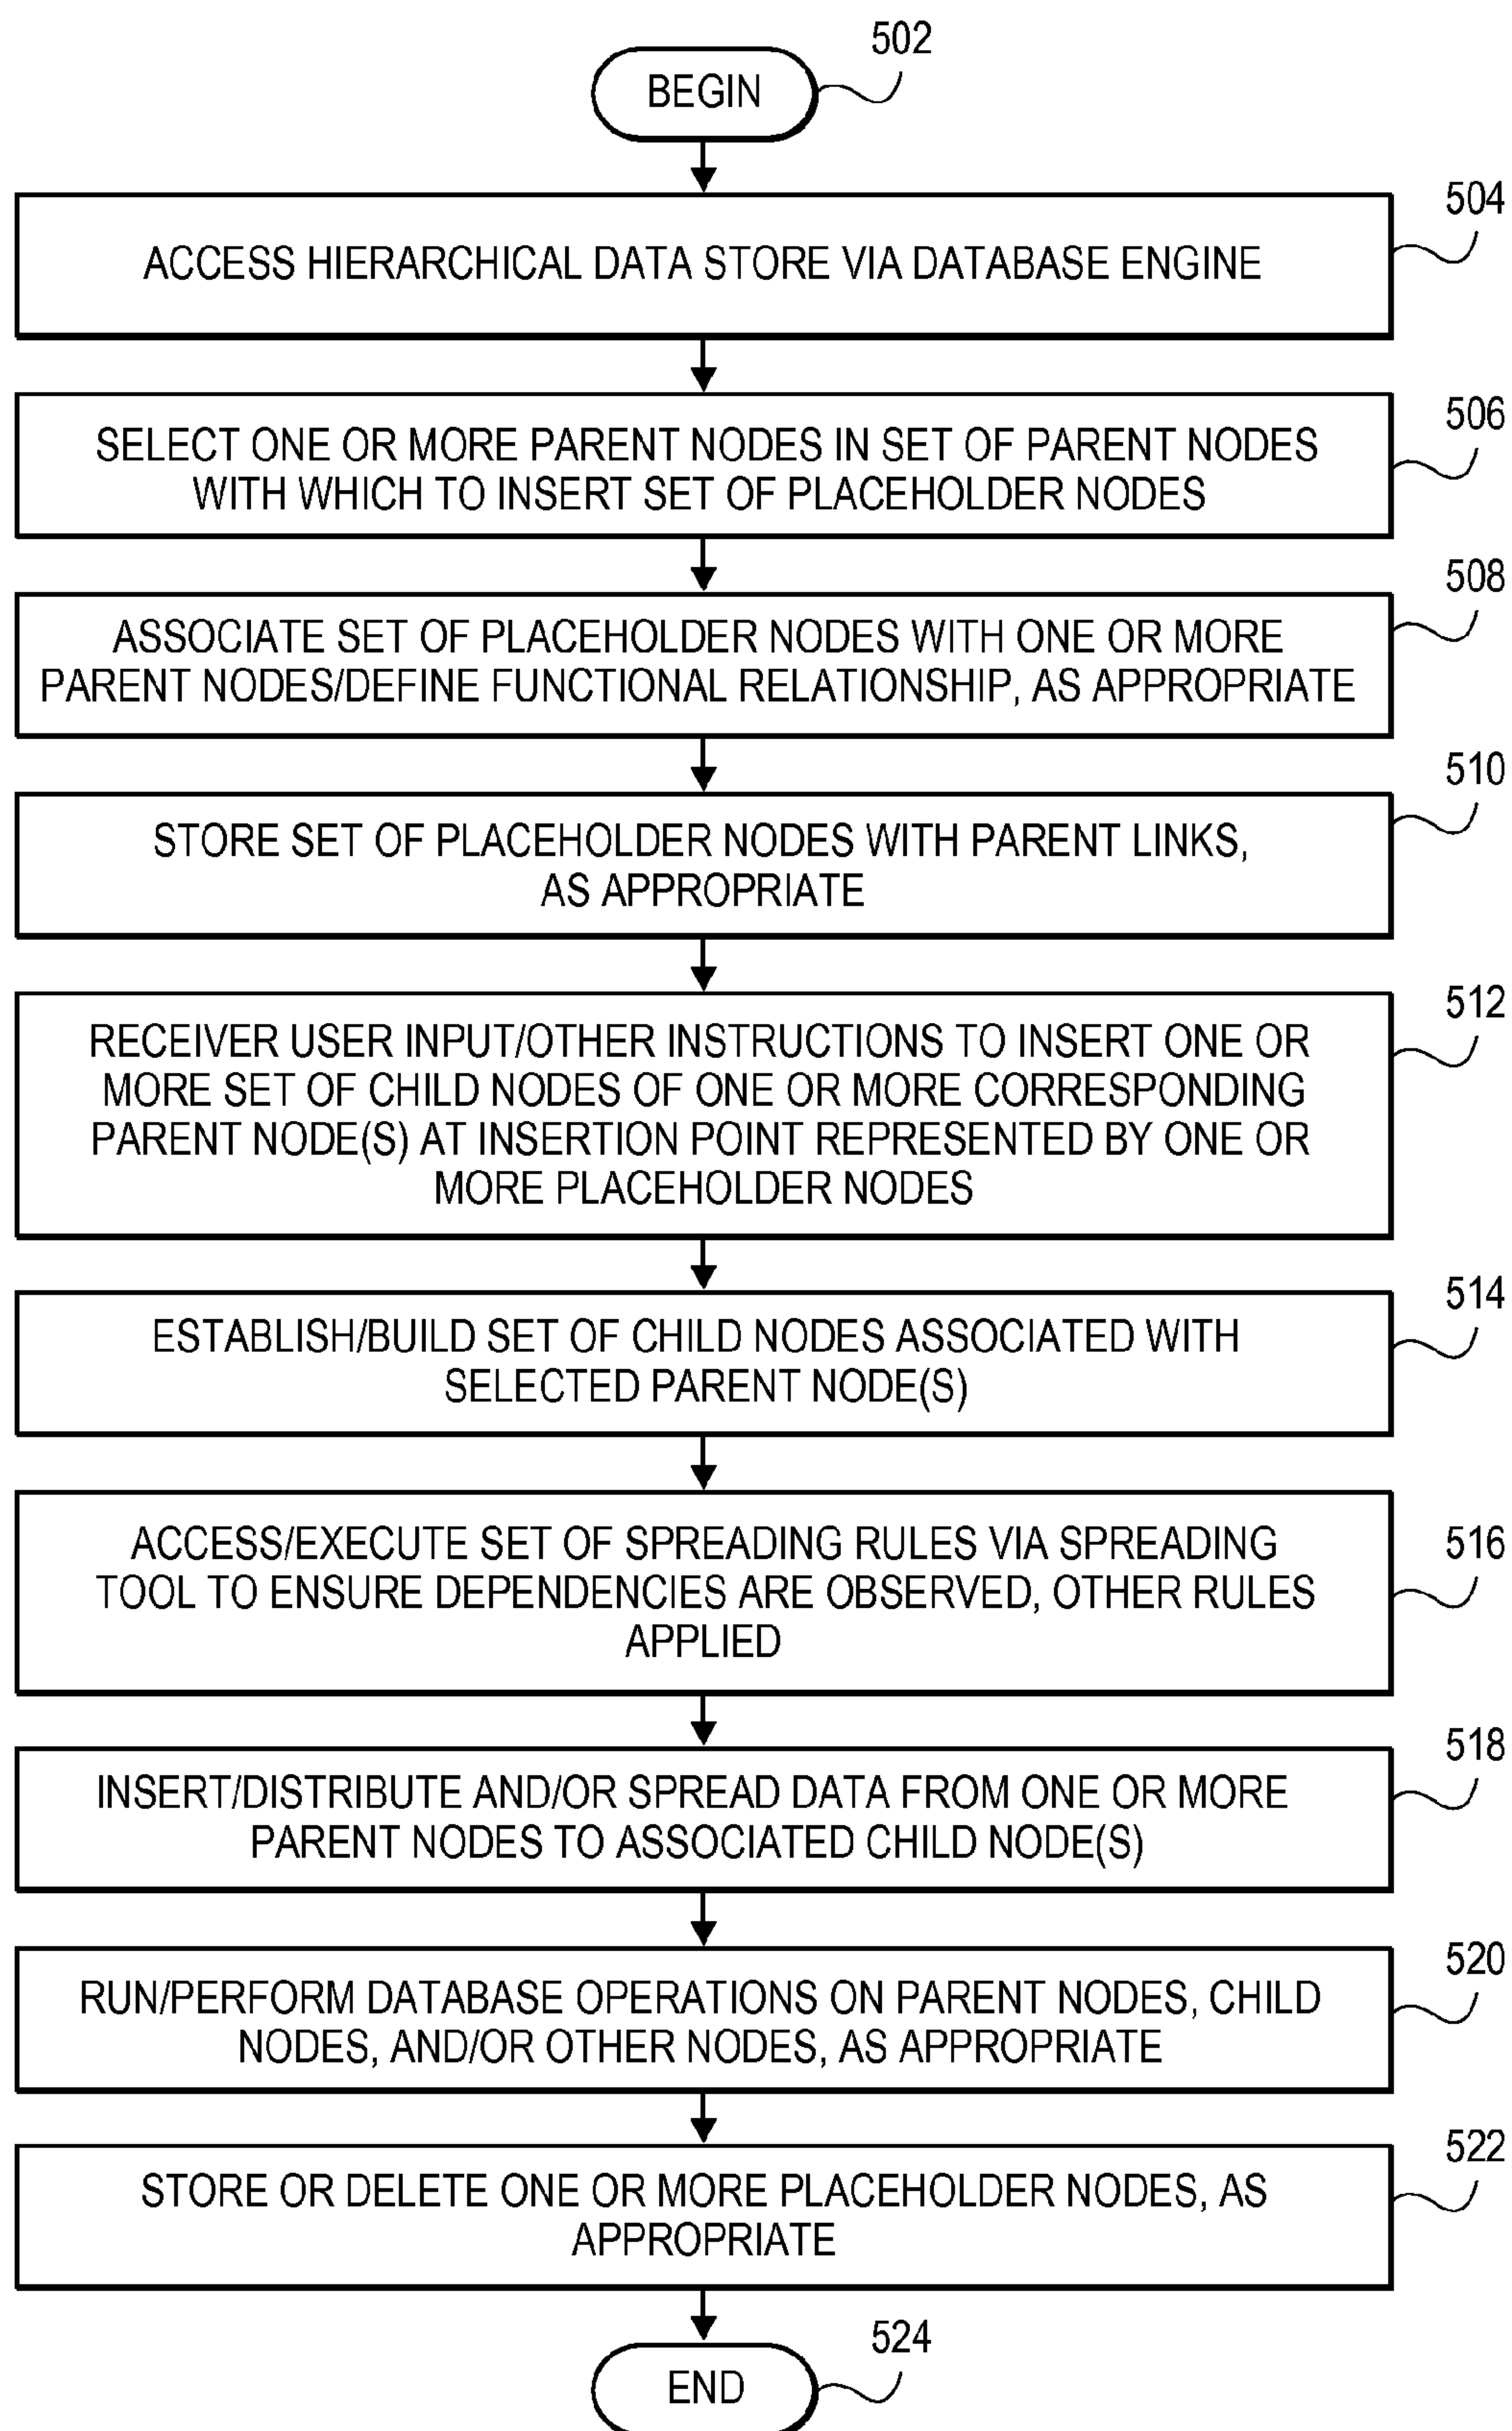 502
BEGIN
504
ACCESS HIERARCHICAL DATA STORE VIA DATABASE ENGINE
506
SELECT ONE OR MORE PARENT NODES IN SET OF PARENT NODES
WITH WHICH TO INSERT SET OF PLACEHOLDER NODES
508
ASSOCIATE SET OF PLACEHOLDER NODES WITH ONE OR MORE
PARENT NODES/DEFINE FUNCTIONAL RELATIONSHIP, AS APPROPRIATE
510
STORE SET OF PLACEHOLDER NODES WITH PARENT LINKS,
AS APPROPRIATE
512
RECEIVER USER INPUT/OTHER INSTRUCTIONS TO INSERT ONE OR
MORE SET OF CHILD NODES OF ONE OR MORE CORRESPONDING
PARENT NODE(S) AT INSERTION POINT REPRESENTED BY ONE OR
MORE PLACEHOLDER NODES
514
ESTABLISH/BUILD SET OF CHILD NODES ASSOCIATED WITH
SELECTED PARENT NODE(S)
516
ACCESS/EXECUTE SET OF SPREADING RULES VIA SPREADING
TOOL TO ENSURE DEPENDENCIES ARE OBSERVED, OTHER RULES
APPLIED
518
INSERT/DISTRIBUTE AND/OR SPREAD DATA FROM ONE OR MORE
PARENT NODES TO ASSOCIATED CHILD NODE(S)
520
RUN/PERFORM DATABASE OPERATIONS ON PARENT NODES, CHILD
NODES, AND/OR OTHER NODES, AS APPROPRIATE
522
STORE OR DELETE ONE OR MORE PLACEHOLDER NODES, AS
APPROPRIATE
524
END